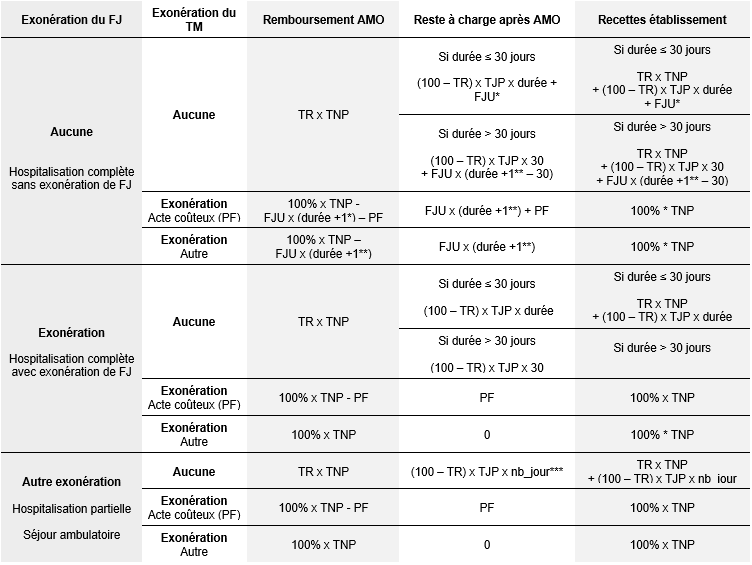 Exonération du FJ
Exonération du
TM
Remboursement AMO
Reste à charge après AMO
Recettes établissement
Aucune
Hospitalisation complète
sans exonération de FJ
Aucune
TR x TNP
Si durée ≤ 30 jours
(100 – TR) x TJP x durée +
FJU*
Si durée ≤ 30 jours
TR x TNP
+ (100 – TR) x TJP x durée
+ FJU*
Si durée > 30 jours
(100 – TR) x TJP x 30
+ FJU x (durée +1** – 30)
Si durée > 30 jours
TR x TNP
+ (100 – TR) x TJP x 30
+ FJU x (durée +1** – 30)
Exonération
Acte coûteux (PF)
100% x TNP -
FJU x (durée +1*) – PF
FJU x (durée +1**) + PF
100% * TNP
Exonération
Autre
100% x TNP –
FJU x (durée +1**)
FJU x (durée +1**)
100% * TNP
Exonération
Hospitalisation complète
avec exonération de FJ
Aucune
TR x TNP
Si durée ≤ 30 jours
(100 – TR) x TJP x durée
Si durée ≤ 30 jours
TR x TNP
+ (100 – TR) x TJP x durée
Si durée > 30 jours
(100 – TR) x TJP x 30
Si durée > 30 jours
Exonération
Acte coûteux (PF)
100% x TNP - PF
PF
100% x TNP
Exonération
Autre
100% x TNP
0
100% * TNP
Autre exonération
Hospitalisation partielle
Séjour ambulatoire
Aucune
TR x TNP
(100 – TR) x TJP x nb_jour***
TR x TNP
+ (100 – TR) x TJP x nb_jour
Exonération
Acte coûteux (PF)
100% x TNP - PF
PF
100% x TNP
Exonération
Autre
100% x TNP
0
100% x TNP